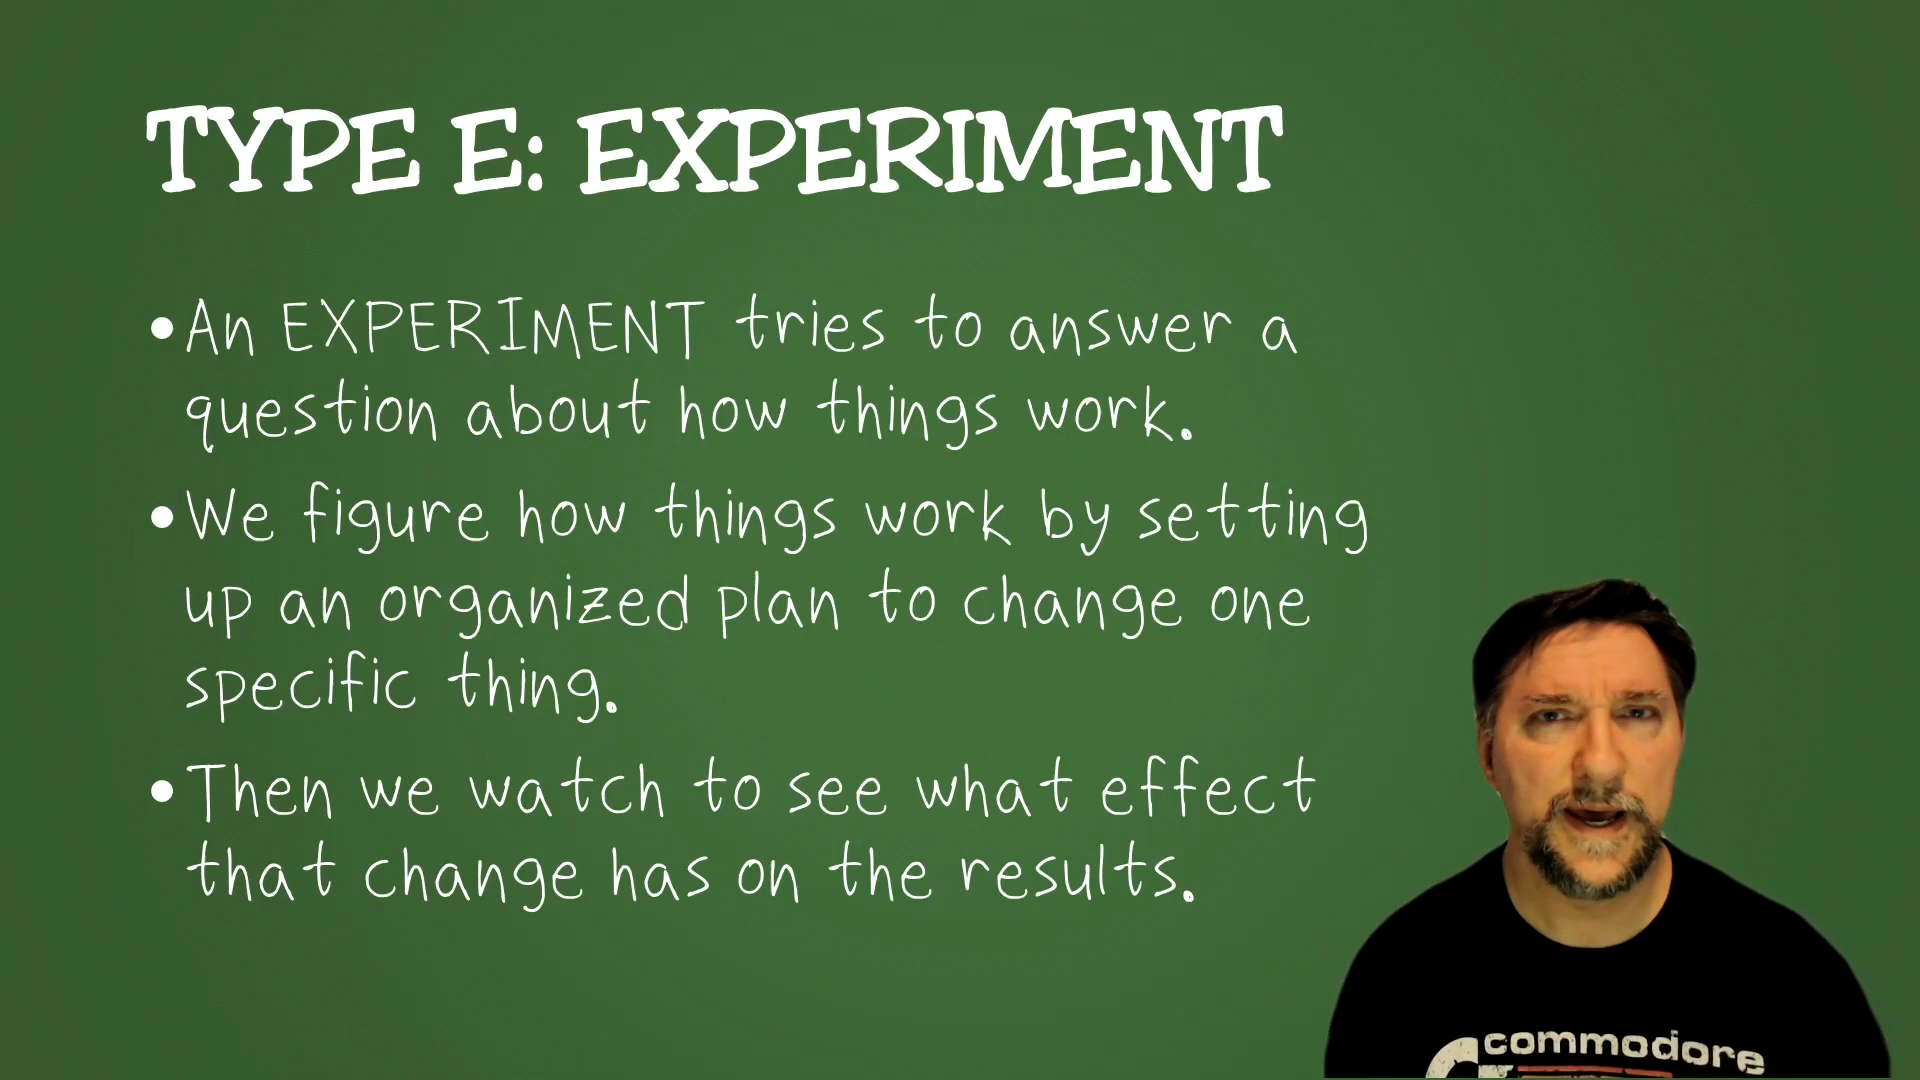 TYPE E: EXPERIMENT
•An EXPERIMENT tries to answer a
question about how things work.
•We figure how things work by setting
up an organized plan to change one
specific thing.
•Then we watch to see what effect
that change has on the results.
commodore